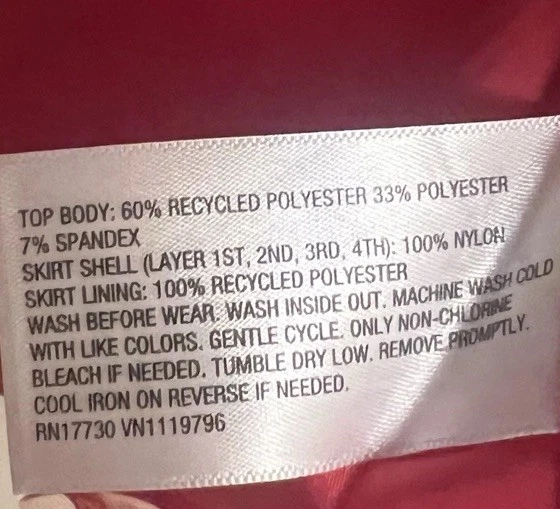 TOP BODY: 60% RECYCLED POLYESTER 33% POLYESTER
7% SPANDEX
SKIRT SHELL (LAYER 1ST, 2ND, 3RD, 4TH): 100% NYLON
SKIRT LINING: 100% RECYCLED POLYESTER
WASH BEFORE WEAR. WASH INSIDE OUT. MACHINE WASH COLD
WITH LIKE COLORS. GENTLE CYCLE. ONLY NON-CHLORINE
BLEACH IF NEEDED. TUMBLE DRY LOW. REMOVE PROMPTLY.
COOL IRON ON REVERSE IF NEEDED.
RN17730 VN1119796